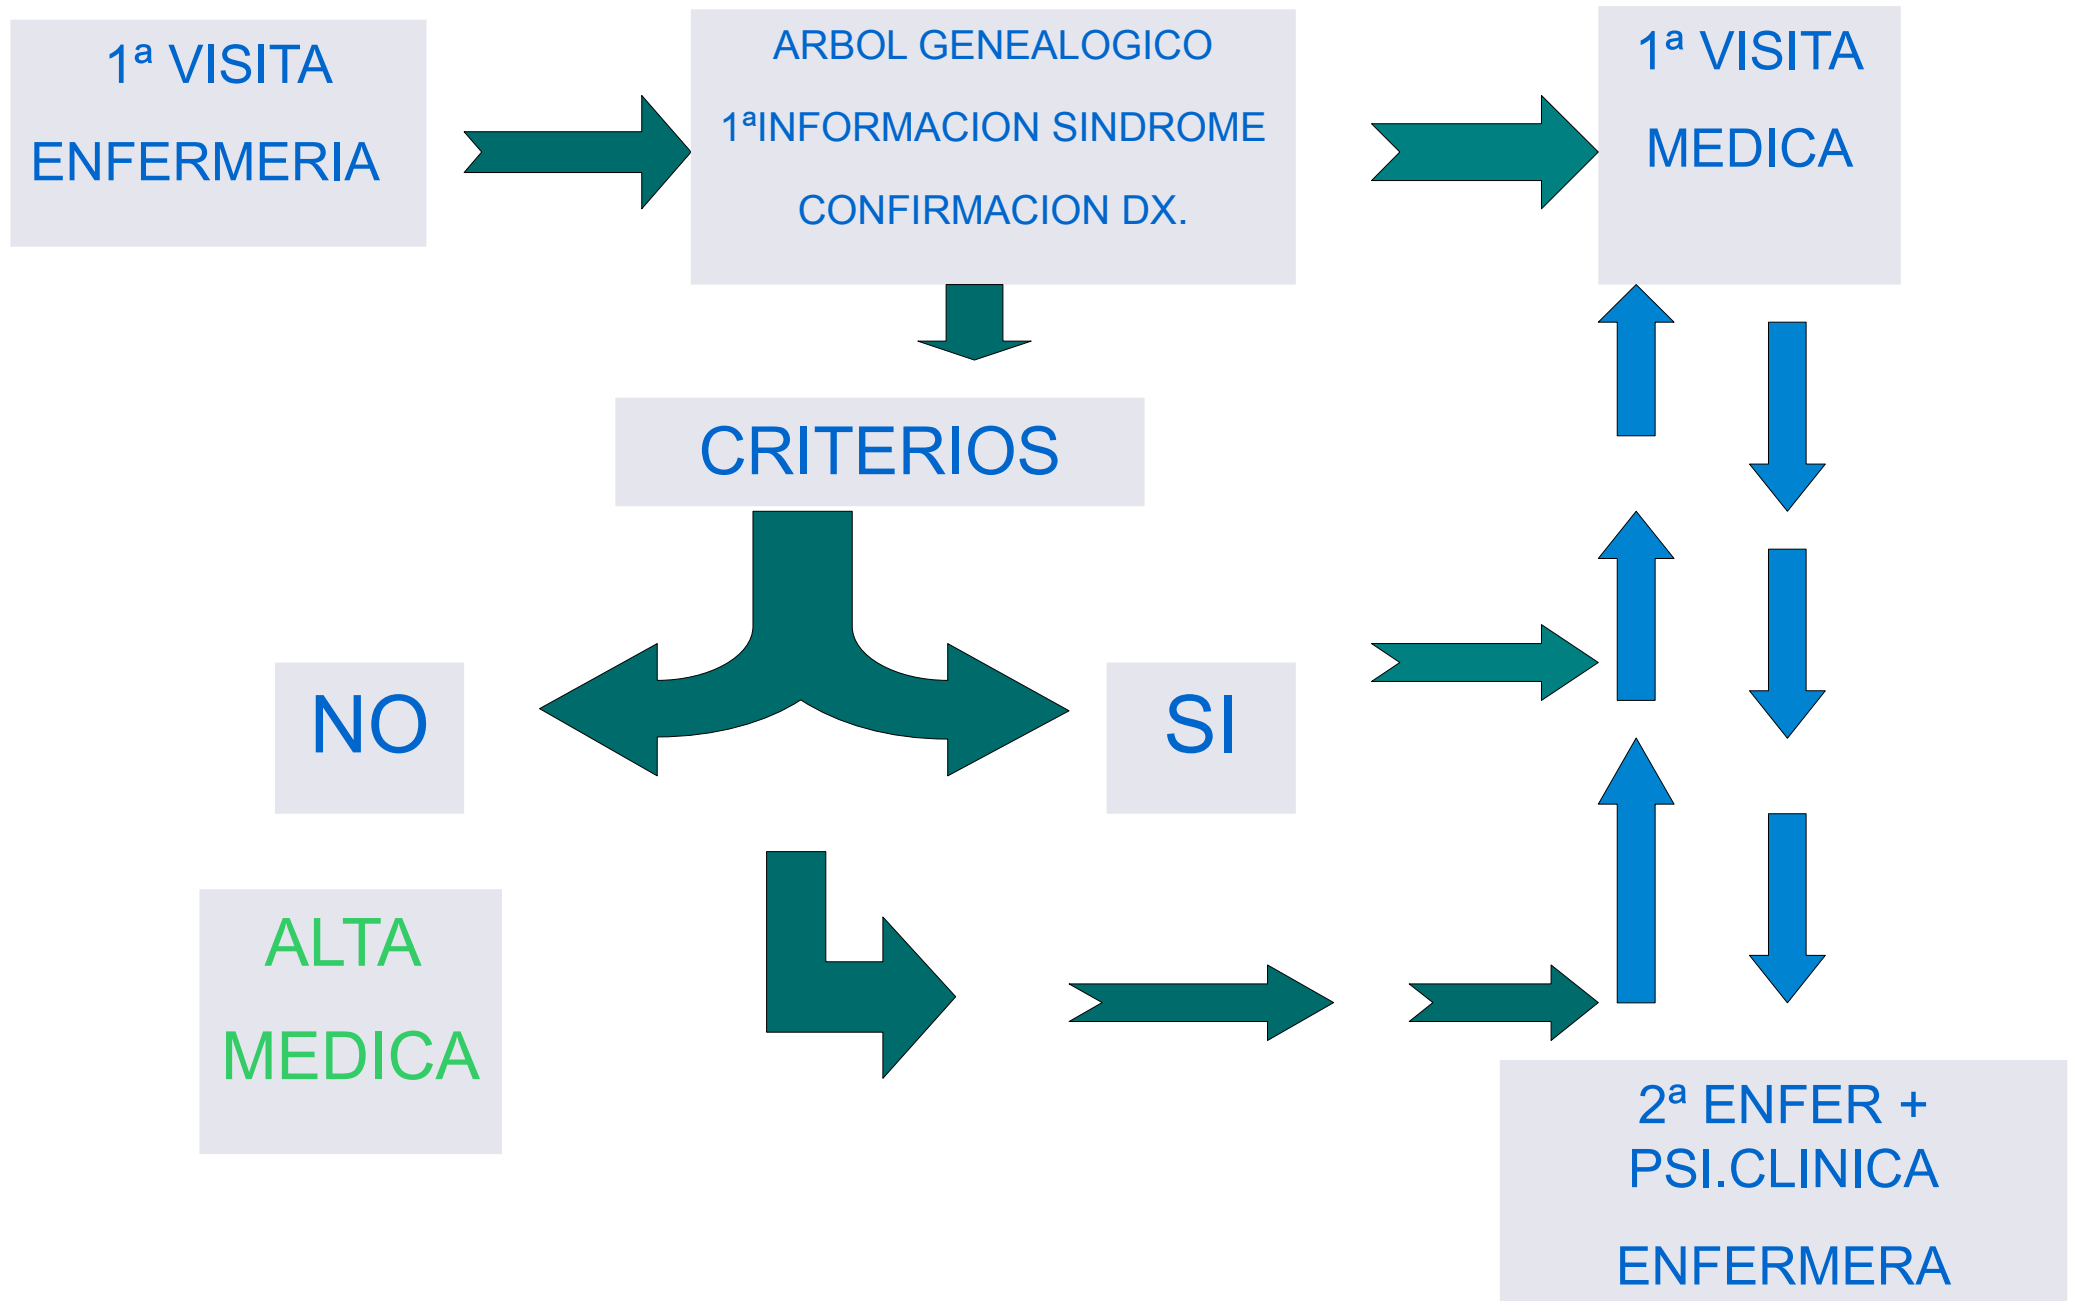 1ª VISITA
ENFERMERIA
ARBOL GENEALOGICO
1ªINFORMACION SINDROME
CONFIRMACION DX.
1ª VISITA
MEDICA
CRITERIOS
NO
SI
ALTA
MEDICA
2ª ENFER +
PSI.CLINICA
ENFERMERA